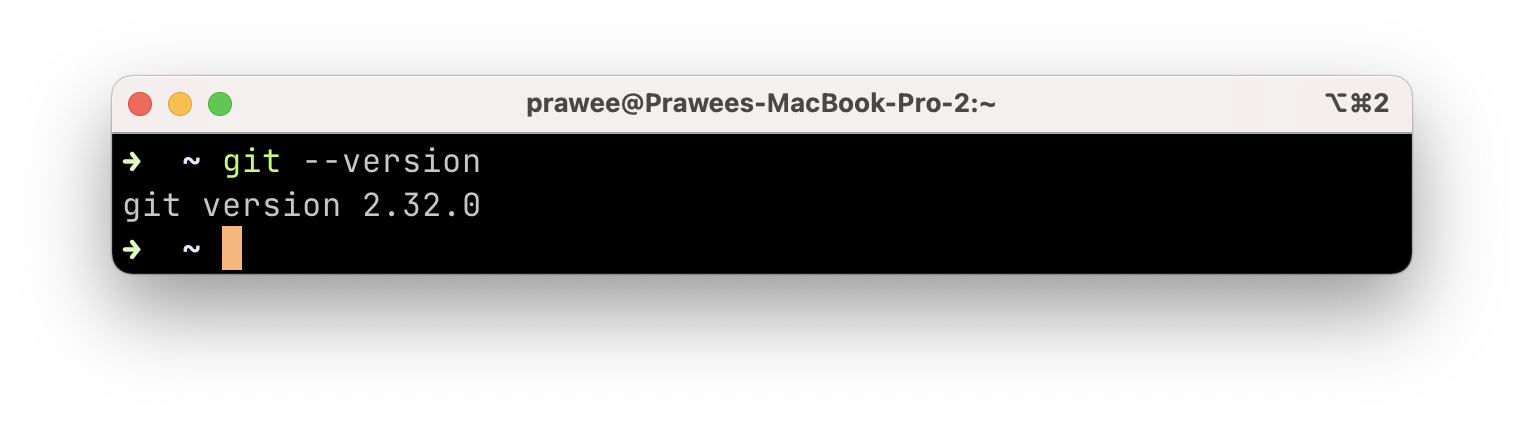 prawee@Prawees-MacBook-Pro-2:~ ⌥⌘2
➜ ~ git --version
git version 2.32.0
➜ ~